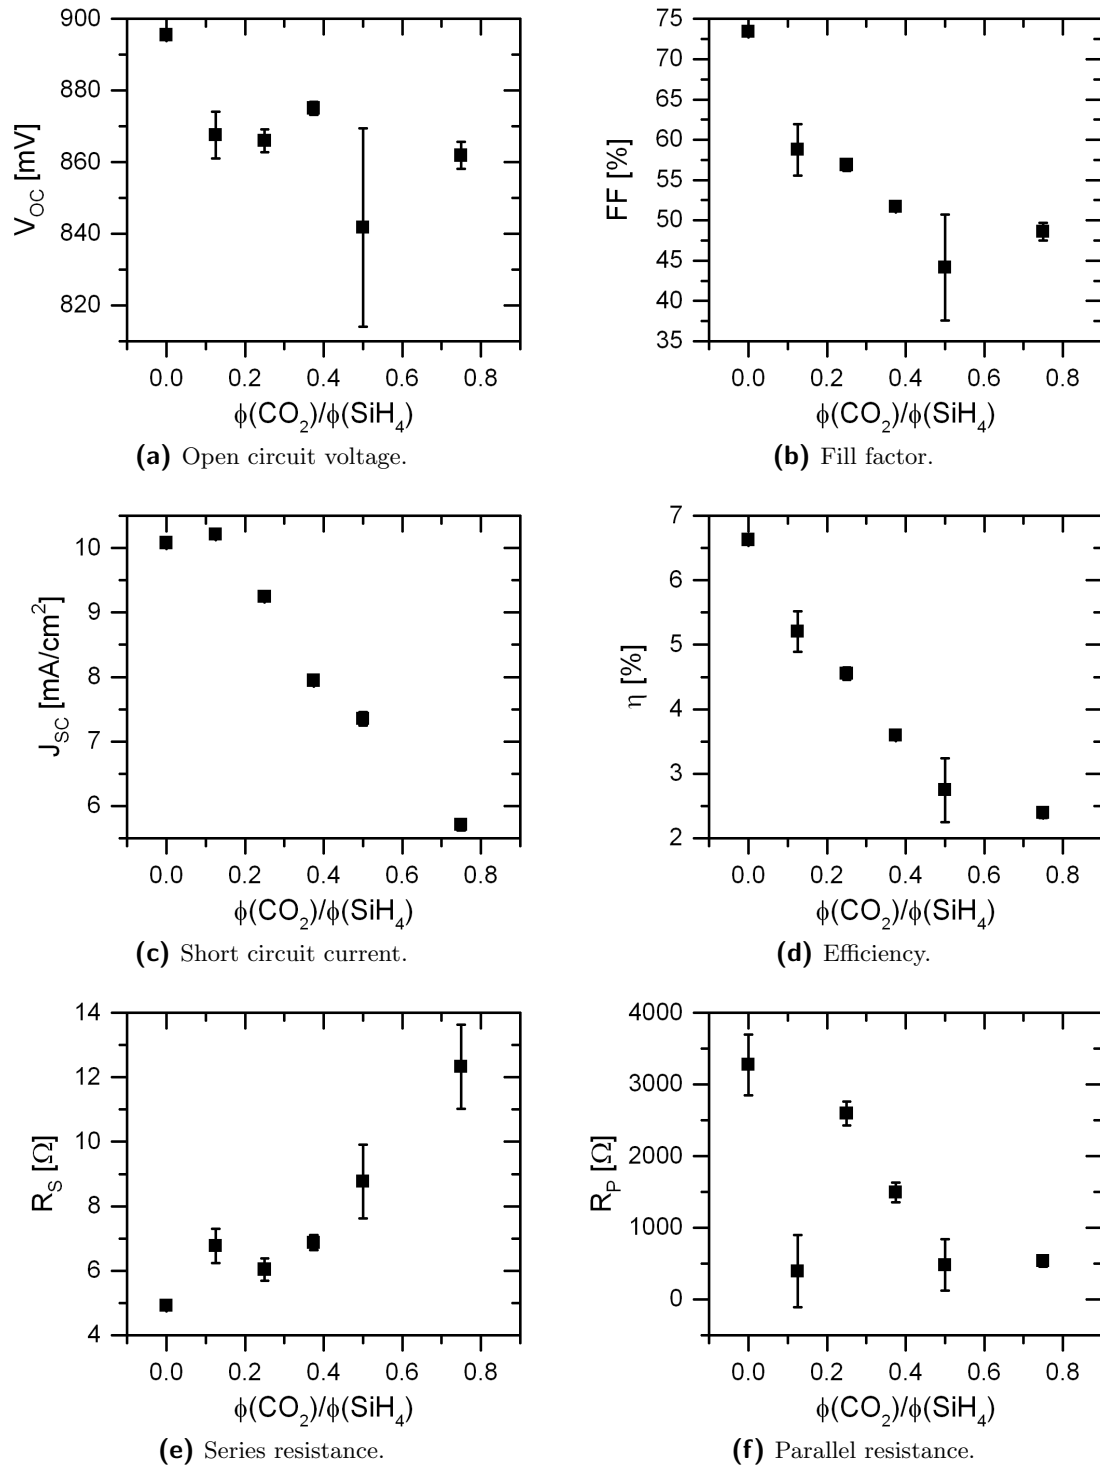 900
880
860
840
820
V_OC [mV]
0.0 0.2 0.4 0.6 0.8
ϕ(CO₂)/ϕ(SiH₄)
(a) Open circuit voltage.
75
70
65
60
55
50
45
40
35
FF [%]
0.0 0.2 0.4 0.6 0.8
ϕ(CO₂)/ϕ(SiH₄)
(b) Fill factor.
10
9
8
7
6
J_SC [mA/cm²]
0.0 0.2 0.4 0.6 0.8
ϕ(CO₂)/ϕ(SiH₄)
(c) Short circuit current.
7
6
5
4
3
2
η [%]
0.0 0.2 0.4 0.6 0.8
ϕ(CO₂)/ϕ(SiH₄)
(d) Efficiency.
14
12
10
8
6
4
R_S [Ω]
0.0 0.2 0.4 0.6 0.8
ϕ(CO₂)/ϕ(SiH₄)
(e) Series resistance.
4000
3000
2000
1000
0
R_P [Ω]
0.0 0.2 0.4 0.6 0.8
ϕ(CO₂)/ϕ(SiH₄)
(f) Parallel resistance.